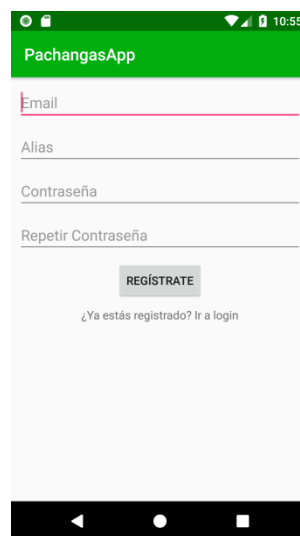 10:55
PachangasApp
Email
Alias
Contraseña
Repetir Contraseña
REGÍSTRATE
¿Ya estás registrado? Ir a login